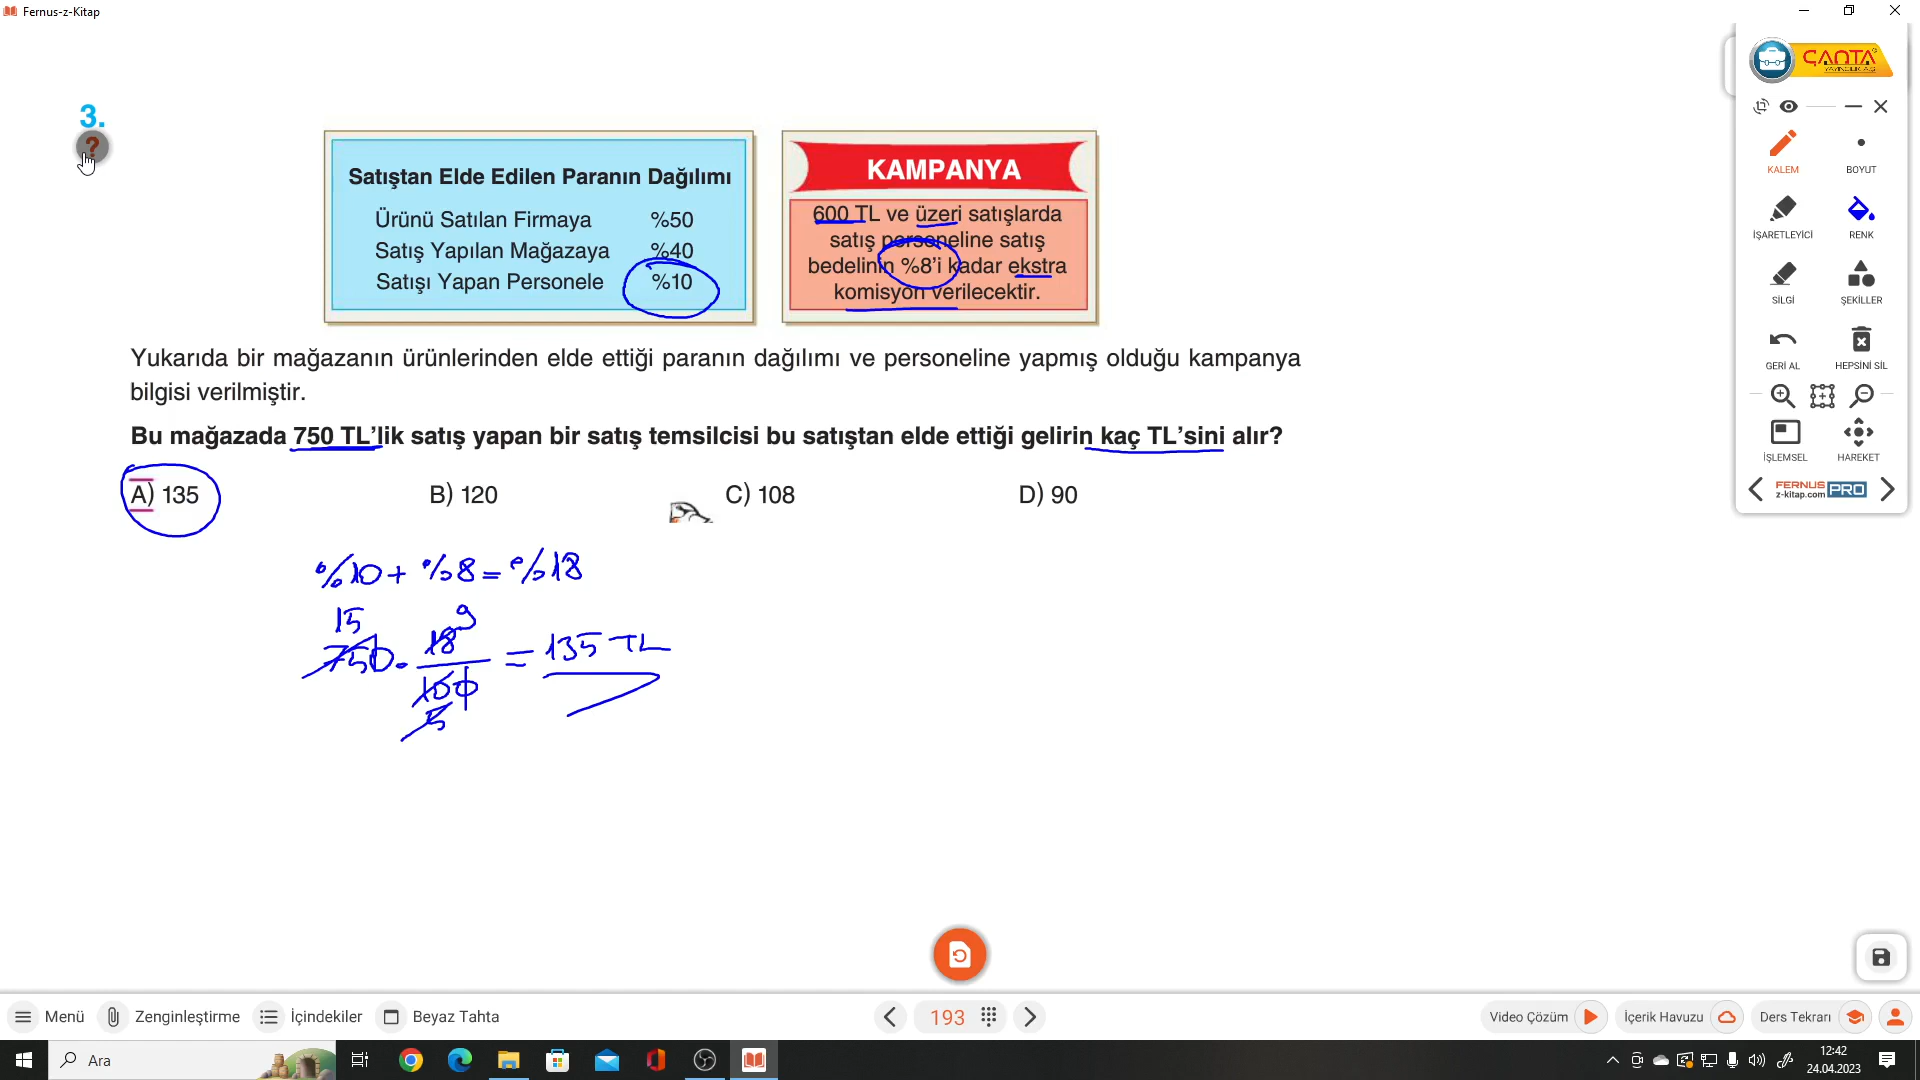 Fernus-z-Kitap
3.
?
Satıştan Elde Edilen Paranın Dağılımı
Ürünü Satılan Firmaya %50
Satış Yapılan Mağazaya %40
Satışı Yapan Personele %10
KAMPANYA
600 TL ve üzeri satışlarda
satış personeline satış
bedelinin %8’i kadar ekstra
komisyon verilecektir.
Yukarıda bir mağazanın ürünlerinden elde ettiği paranın dağılımı ve personeline yapmış olduğu kampanya
bilgisi verilmiştir.
Bu mağazada 750 TL’lik satış yapan bir satış temsilcisi bu satıştan elde ettiği gelirin kaç TL’sini alır?
A) 135 B) 120 C) 108 D) 90
%10 + %8 = %18
15 9
750 . 18 = 135 TL
100
5
ÇANTA
YAYINCILIK A.Ş.
KALEM BOYUT
İŞARETLEYİCİ RENK
SİLGİ ŞEKİLLER
GERİ AL HEPSİNİ SİL
İŞLEMSEL HAREKET
FERNUS
z-kitap.com PRO
Menü Zenginleştirme İçindekiler Beyaz Tahta 193 Video Çözüm İçerik Havuzu Ders Tekrarı
Ara
12:42
24.04.2023